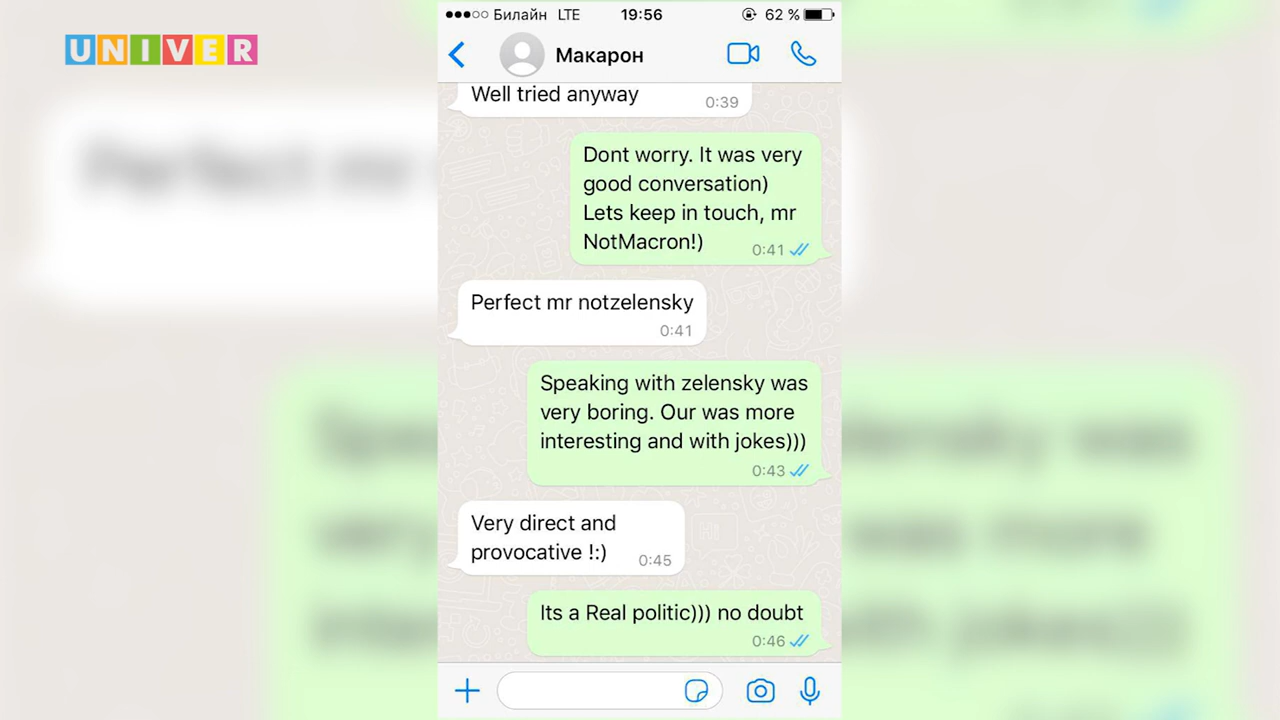 UNIVER
Билайн LTE 19:56 62 %
Макарон
Well tried anyway
0:39
Dont worry. It was very
good conversation)
Lets keep in touch, mr
NotMacron!)
0:41
Perfect mr notzelensky
0:41
Speaking with zelensky was
very boring. Our was more
interesting and with jokes)))
0:43
Very direct and
provocative !:)
0:45
Its a Real politic))) no doubt
0:46